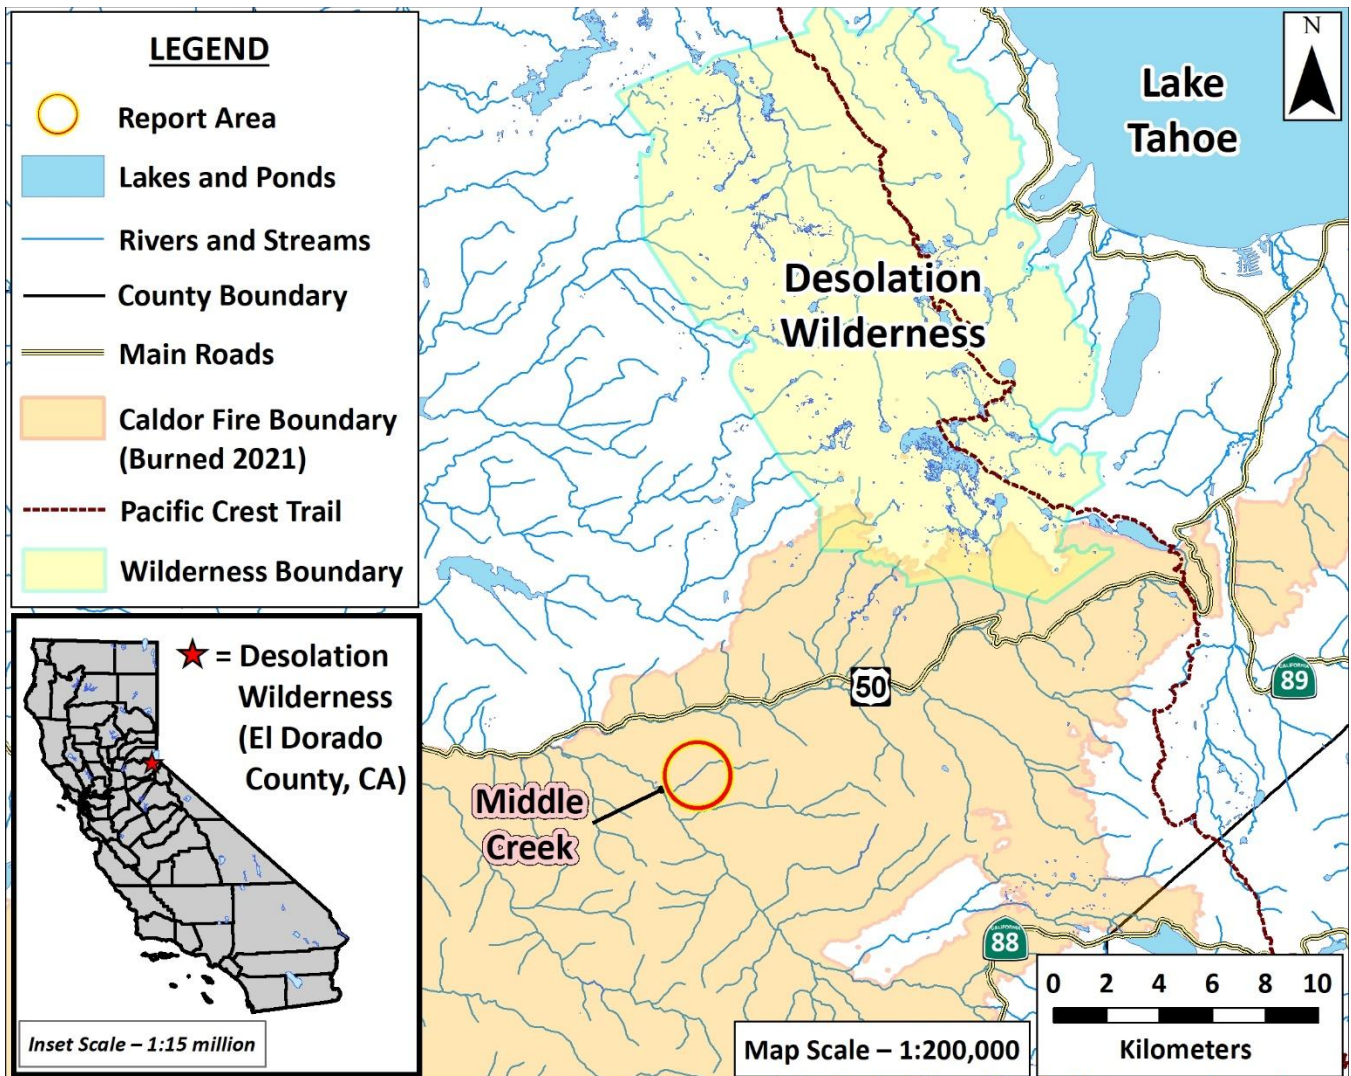 LEGEND
Report Area
Lakes and Ponds
Rivers and Streams
County Boundary
Main Roads
Caldor Fire Boundary
(Burned 2021)
Pacific Crest Trail
Wilderness Boundary
= Desolation
Wilderness
(El Dorado
County, CA)
Inset Scale – 1:15 million
N
Lake
Tahoe
Desolation
Wilderness
50
CALIFORNIA
89
Middle
Creek
CALIFORNIA
88
Map Scale – 1:200,000
0 2 4 6 8 10
Kilometers